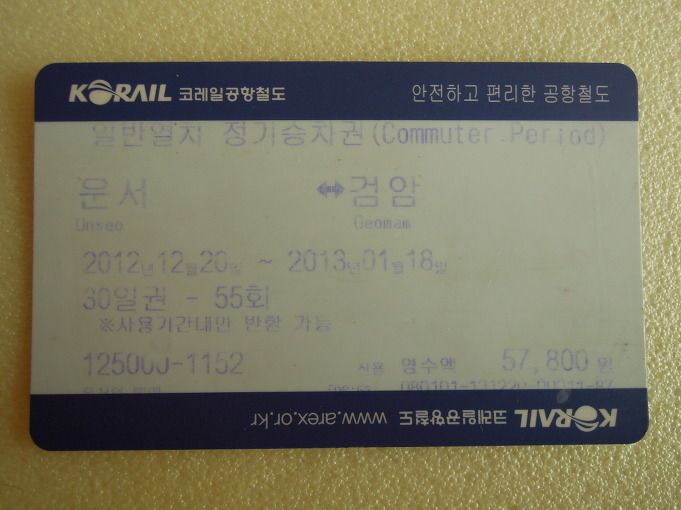 KORAIL 코레일공항철도 안전하고 편리한 공항철도
일반열차 정기승차권(Commuter Period)
운서 ↔ 검암
Unseo Geomam
2012년 12월 20일 ~ 2013년 01월 18일
30일권 - 55회
※사용기간내만 반환 가능
125000-1152 신용 영수액 57,800 원
KORAIL 코레일공항철도 www.arex.or.kr